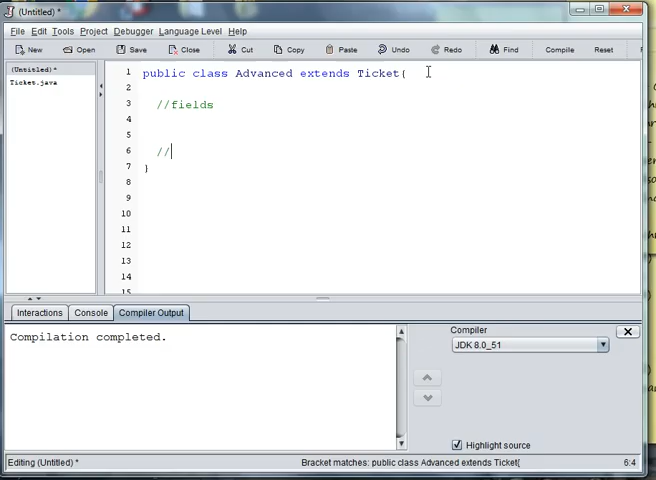 (Untitled) *
File Edit Tools Project Debugger Language Level Help
New Open Save Close Cut Copy Paste Undo Redo Find Compile Reset
(Untitled) *
Ticket.java
1 public class Advanced extends Ticket{
2
3 //fields
4
5
6 //
7 }
8
9
10
11
12
13
14
15
Interactions Console Compiler Output
Compilation completed.
Compiler
JDK 8.0_51
Highlight source
Editing (Untitled) * Bracket matches: public class Advanced extends Ticket{ 6:4